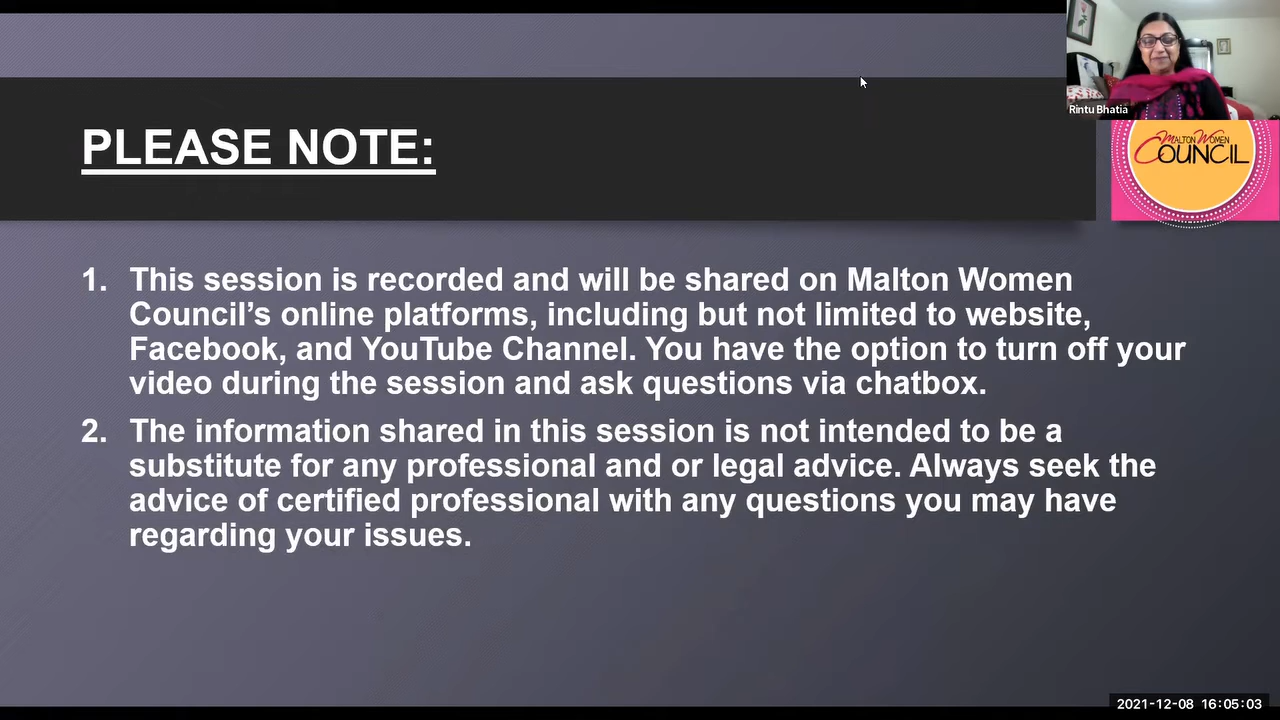 Rintu Bhatia
MALTON WOMEN
COUNCIL
PLEASE NOTE:
1. This session is recorded and will be shared on Malton Women
Council’s online platforms, including but not limited to website,
Facebook, and YouTube Channel. You have the option to turn off your
video during the session and ask questions via chatbox.
2. The information shared in this session is not intended to be a
substitute for any professional and or legal advice. Always seek the
advice of certified professional with any questions you may have
regarding your issues.
2021-12-08 16:05:03